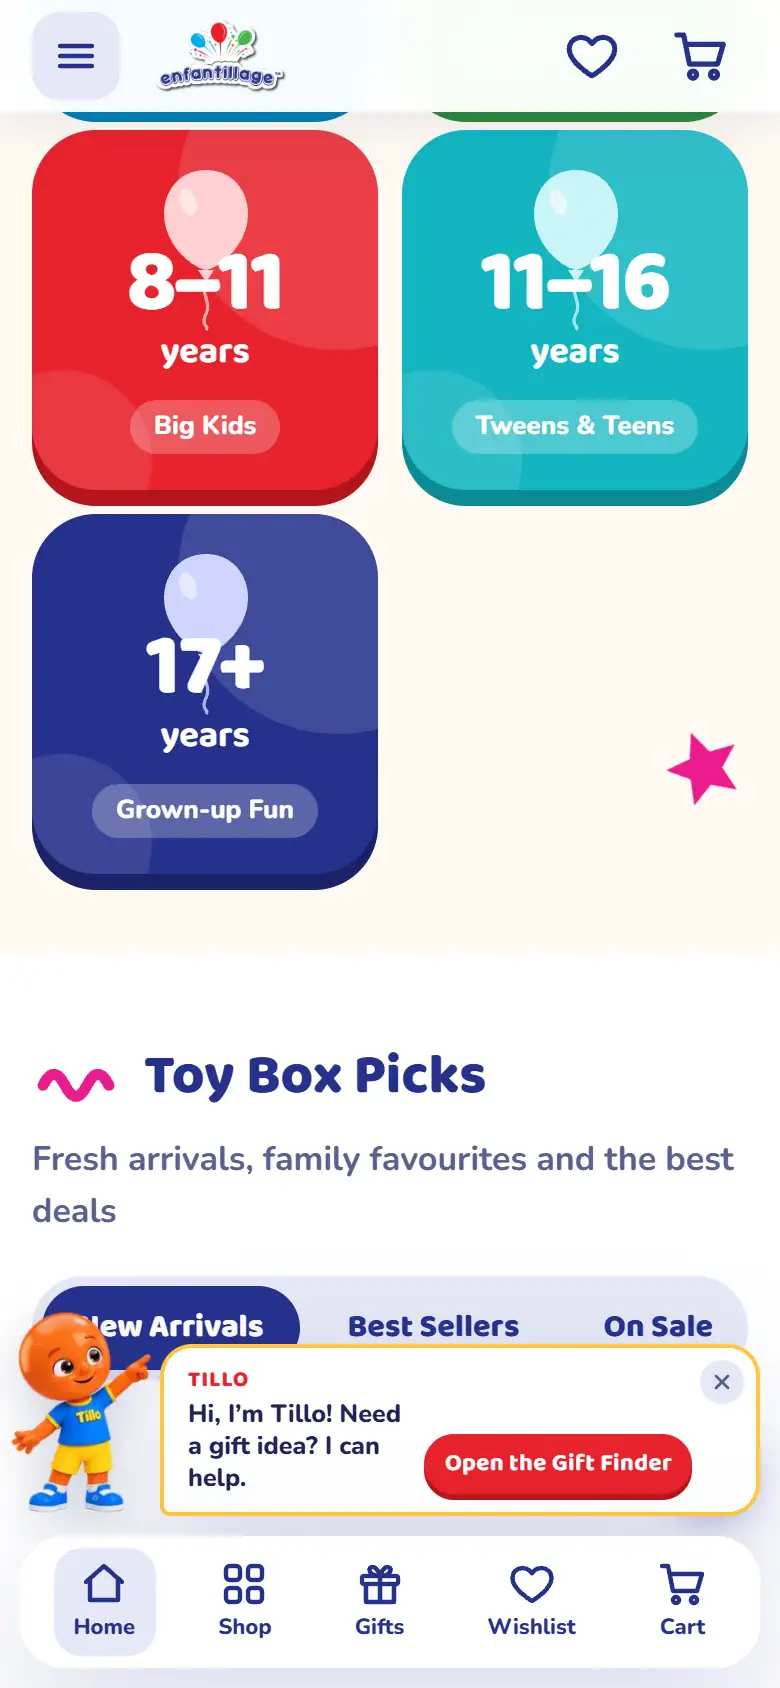 enfantillage
8–11
years
Big Kids
11–16
years
Tweens & Teens
17+
years
Grown-up Fun
Toy Box Picks
Fresh arrivals, family favourites and the best
deals
New Arrivals
Best Sellers
On Sale
Tillo
TILLO
Hi, I’m Tillo! Need
a gift idea? I can
help.
Open the Gift Finder
Home
Shop
Gifts
Wishlist
Cart